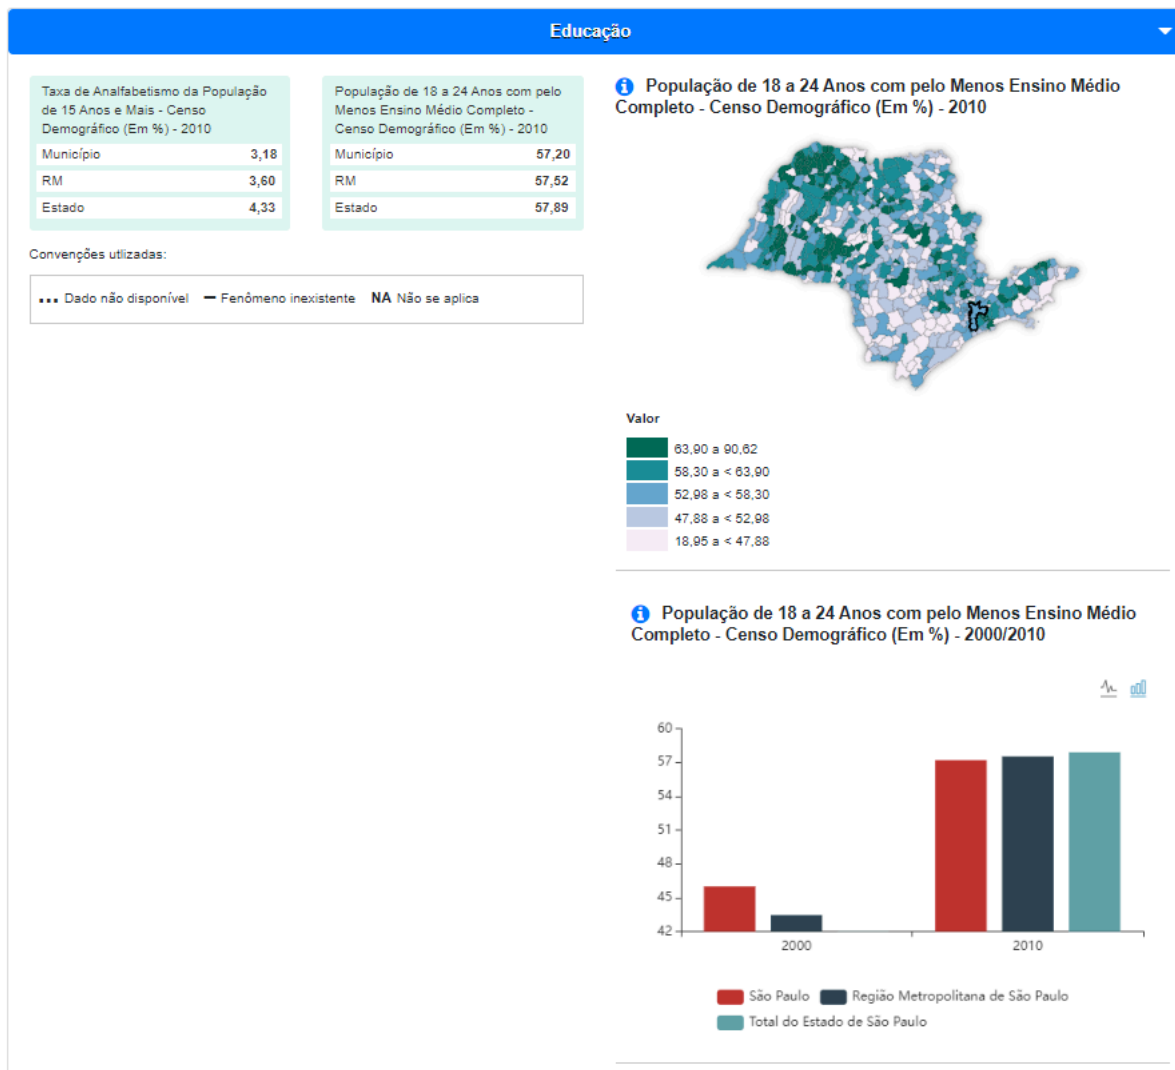 Educação
Taxa de Analfabetismo da População
de 15 Anos e Mais - Censo
Demográfico (Em %) - 2010
Município 3,18
RM 3,60
Estado 4,33
População de 18 a 24 Anos com pelo
Menos Ensino Médio Completo -
Censo Demográfico (Em %) - 2010
Município 57,20
RM 57,52
Estado 57,89
Convenções utlizadas:
... Dado não disponível – Fenômeno inexistente NA Não se aplica
População de 18 a 24 Anos com pelo Menos Ensino Médio
Completo - Censo Demográfico (Em %) - 2010
Valor
63,90 a 90,62
58,30 a < 63,90
52,98 a < 58,30
47,88 a < 52,98
18,95 a < 47,88
População de 18 a 24 Anos com pelo Menos Ensino Médio
Completo - Censo Demográfico (Em %) - 2000/2010
60
57
54
51
48
45
42
2000 2010
São Paulo Região Metropolitana de São Paulo
Total do Estado de São Paulo